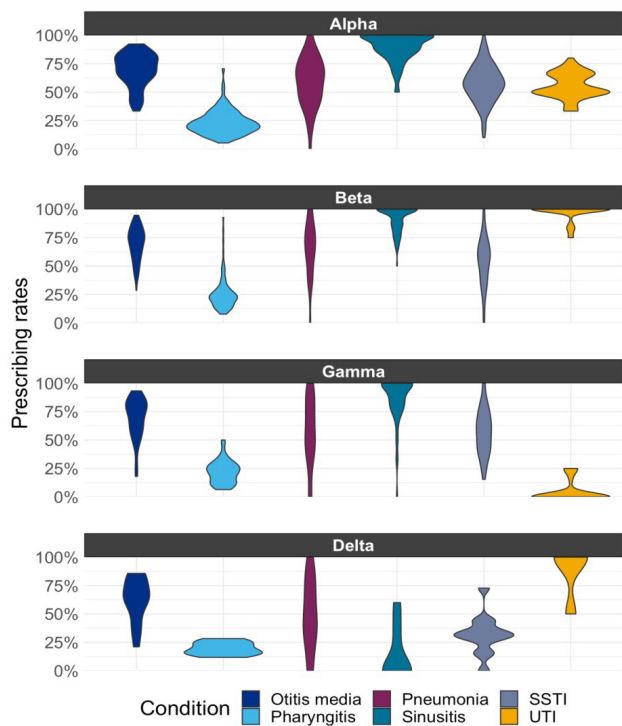 Alpha
100%
75%
50%
25%
0%
Beta
100%
75%
50%
25%
0%
Gamma
100%
75%
50%
25%
0%
Delta
100%
75%
50%
25%
0%
Prescribing rates
Condition
Otitis media
Pharyngitis
Pneumonia
Sinusitis
SSTI
UTI